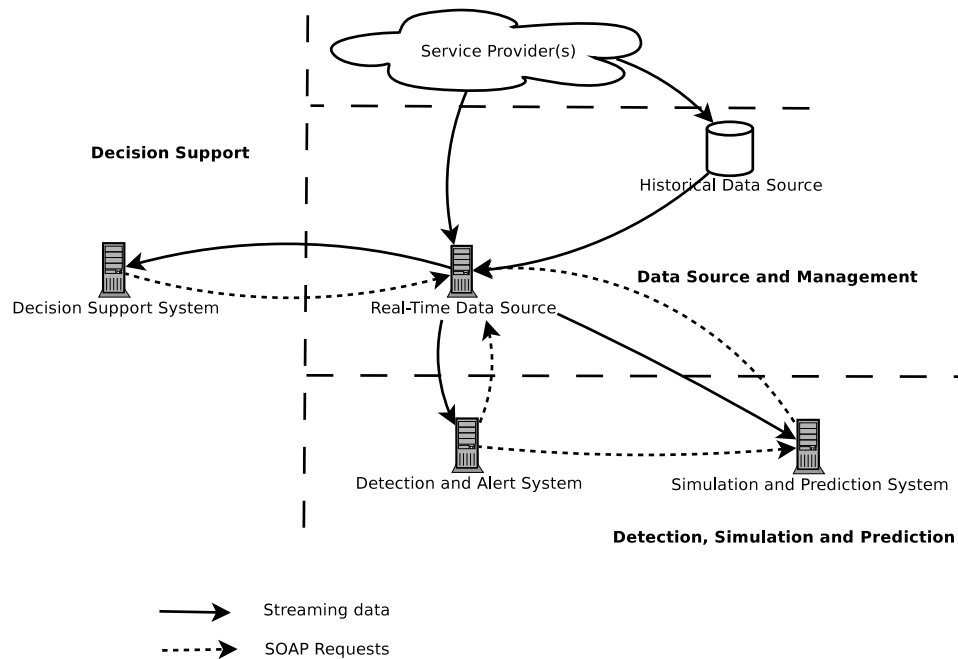 Service Provider(s)
Decision Support
Historical Data Source
Data Source and Management
Decision Support System
Real-Time Data Source
Detection and Alert System
Simulation and Prediction System
Detection, Simulation and Prediction
Streaming data
SOAP Requests